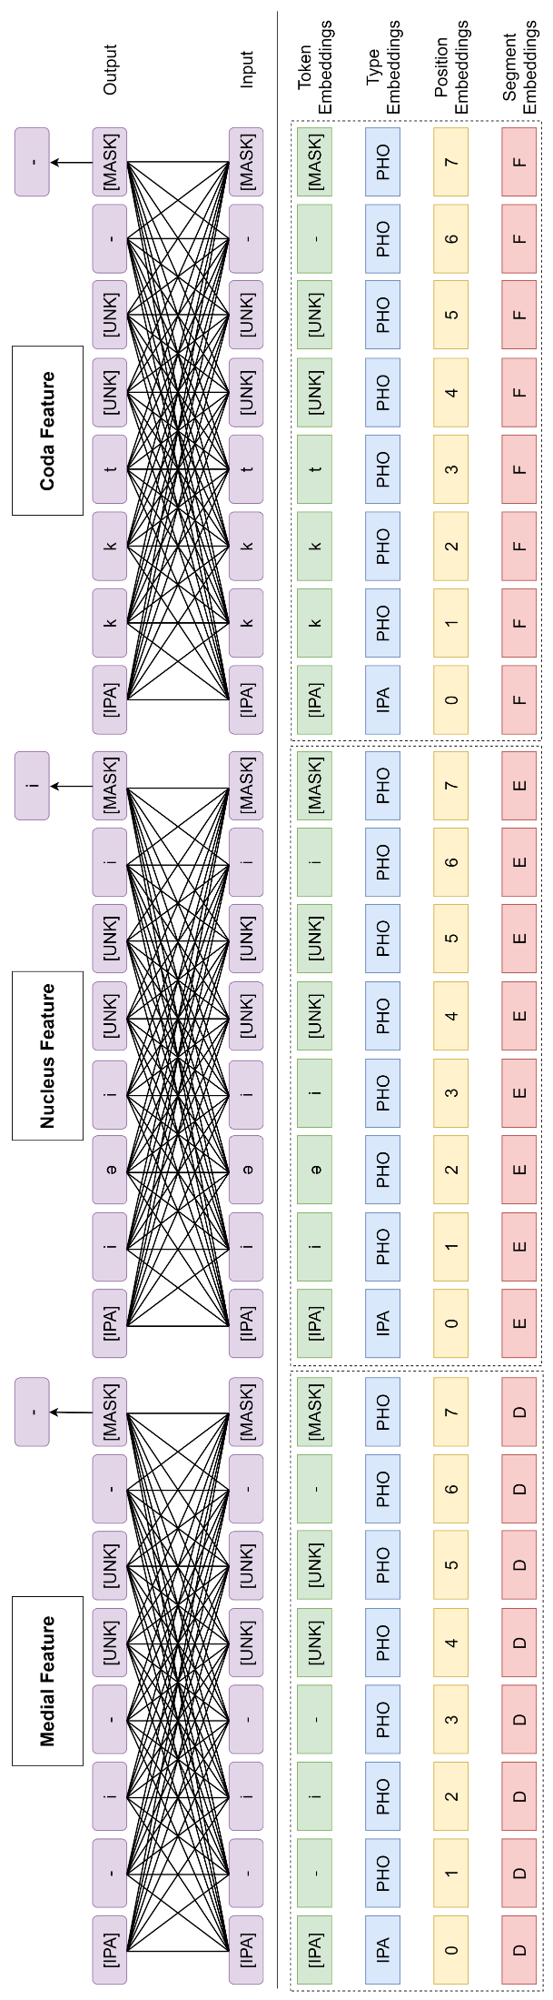 - i -
Medial Feature Nucleus Feature Coda Feature
[IPA] - i - [UNK] [UNK] - [MASK] [IPA] i ə i [UNK] [UNK] i [MASK] [IPA] k k t [UNK] [UNK] - [MASK] Output
[IPA] - i - [UNK] [UNK] - [MASK] [IPA] i ə i [UNK] [UNK] i [MASK] [IPA] k k t [UNK] [UNK] - [MASK] Input
[IPA] - i - [UNK] [UNK] - [MASK] [IPA] i ə i [UNK] [UNK] i [MASK] [IPA] k k t [UNK] [UNK] - [MASK] Token
Embeddings
IPA PHO PHO PHO PHO PHO PHO PHO IPA PHO PHO PHO PHO PHO PHO PHO IPA PHO PHO PHO PHO PHO PHO PHO Type
Embeddings
0 1 2 3 4 5 6 7 0 1 2 3 4 5 6 7 0 1 2 3 4 5 6 7 Position
Embeddings
D D D D D D D D E E E E E E E E F F F F F F F F Segment
Embeddings